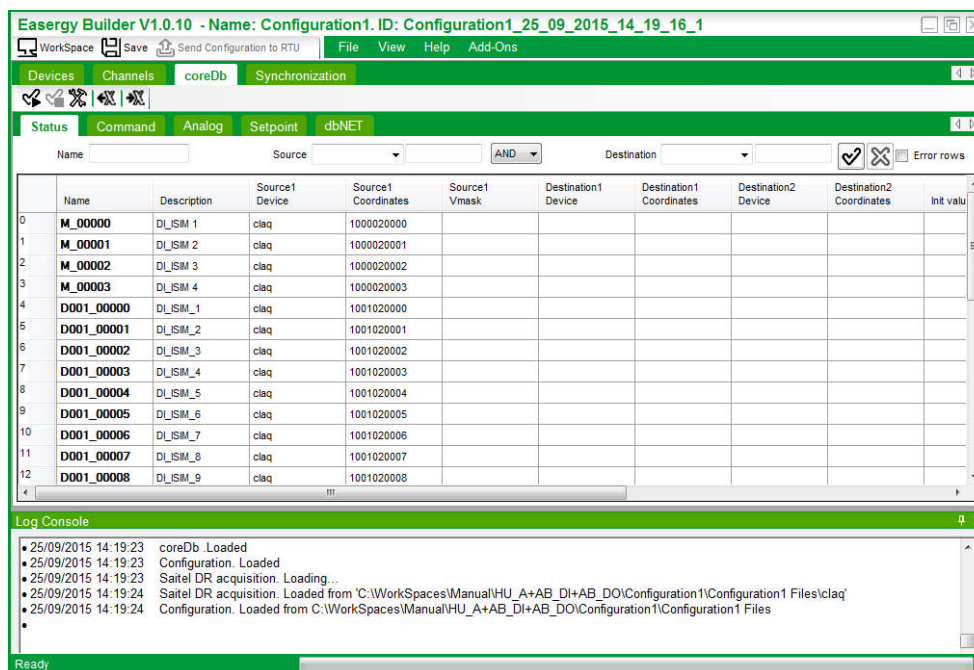 Easergy Builder V1.0.10 - Name: Configuration1. ID: Configuration1_25_09_2015_14_19_16_1
WorkSpace Save Send Configuration to RTU File View Help Add-Ons
Devices Channels coreDb Synchronization
Status Command Analog Setpoint dbNET
Name Source AND Destination Error rows
Name Description Source1 Device Source1 Coordinates Source1 Vmask Destination1 Device Destination1 Coordinates Destination2 Device Destination2 Coordinates Init valu
0 M_00000 DI_ISIM 1 claq 1000020000
1 M_00001 DI_ISIM 2 claq 1000020001
2 M_00002 DI_ISIM 3 claq 1000020002
3 M_00003 DI_ISIM 4 claq 1000020003
4 D001_00000 DI_ISIM_1 claq 1001020000
5 D001_00001 DI_ISIM_2 claq 1001020001
6 D001_00002 DI_ISIM_3 claq 1001020002
7 D001_00003 DI_ISIM_4 claq 1001020003
8 D001_00004 DI_ISIM_5 claq 1001020004
9 D001_00005 DI_ISIM_6 claq 1001020005
10 D001_00006 DI_ISIM_7 claq 1001020006
11 D001_00007 DI_ISIM_8 claq 1001020007
12 D001_00008 DI_ISIM_9 claq 1001020008
Log Console
• 25/09/2015 14:19:23 coreDb .Loaded
• 25/09/2015 14:19:23 Configuration. Loaded
• 25/09/2015 14:19:23 Saitel DR acquisition. Loading...
• 25/09/2015 14:19:24 Saitel DR acquisition. Loaded from 'C:\WorkSpaces\Manual\HU_A+AB_DI+AB_DO\Configuration1\Configuration1 Files\claq'
• 25/09/2015 14:19:24 Configuration. Loaded from C:\WorkSpaces\Manual\HU_A+AB_DI+AB_DO\Configuration1\Configuration1 Files
•
Ready